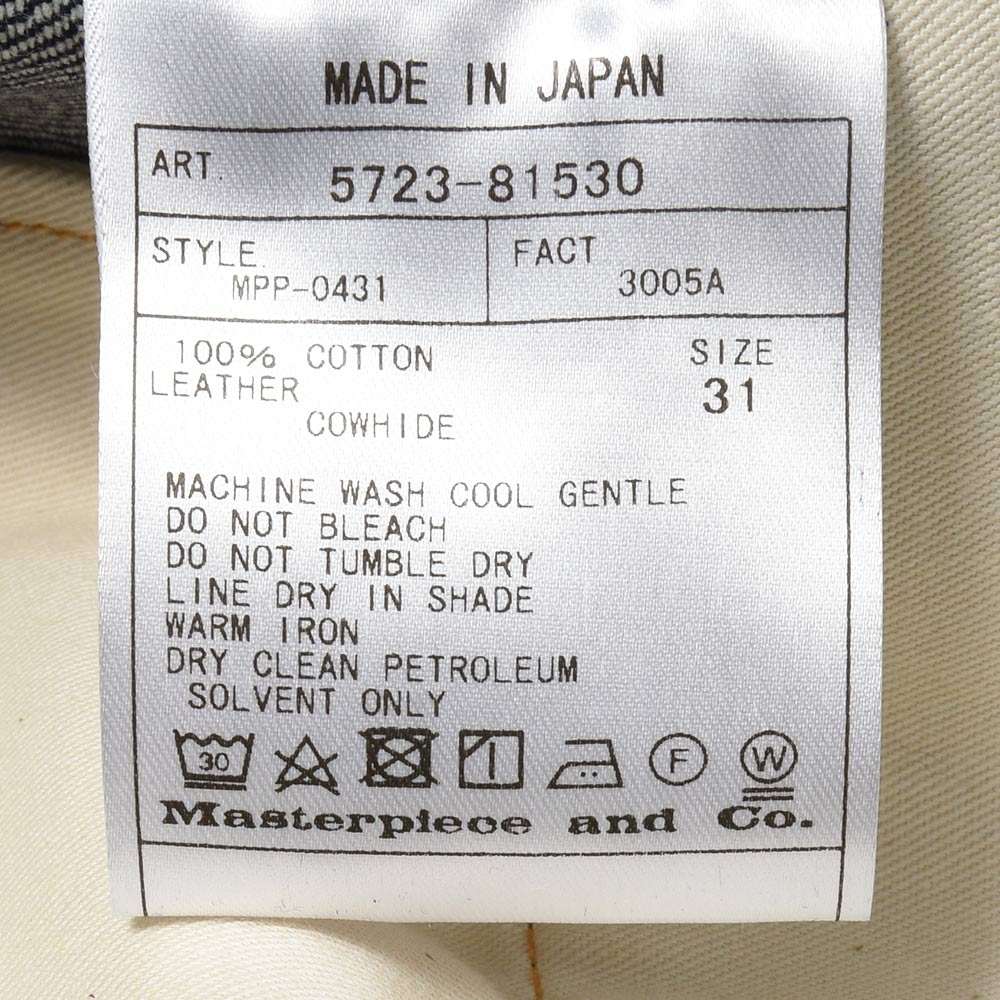 MADE IN JAPAN
ART. 5723-81530
STYLE
MPP-0431
FACT
3005A
100% COTTON
LEATHER
COWHIDE
SIZE
31
MACHINE WASH COOL GENTLE
DO NOT BLEACH
DO NOT TUMBLE DRY
LINE DRY IN SHADE
WARM IRON
DRY CLEAN PETROLEUM
SOLVENT ONLY
30 F W
Masterpiece and Co.